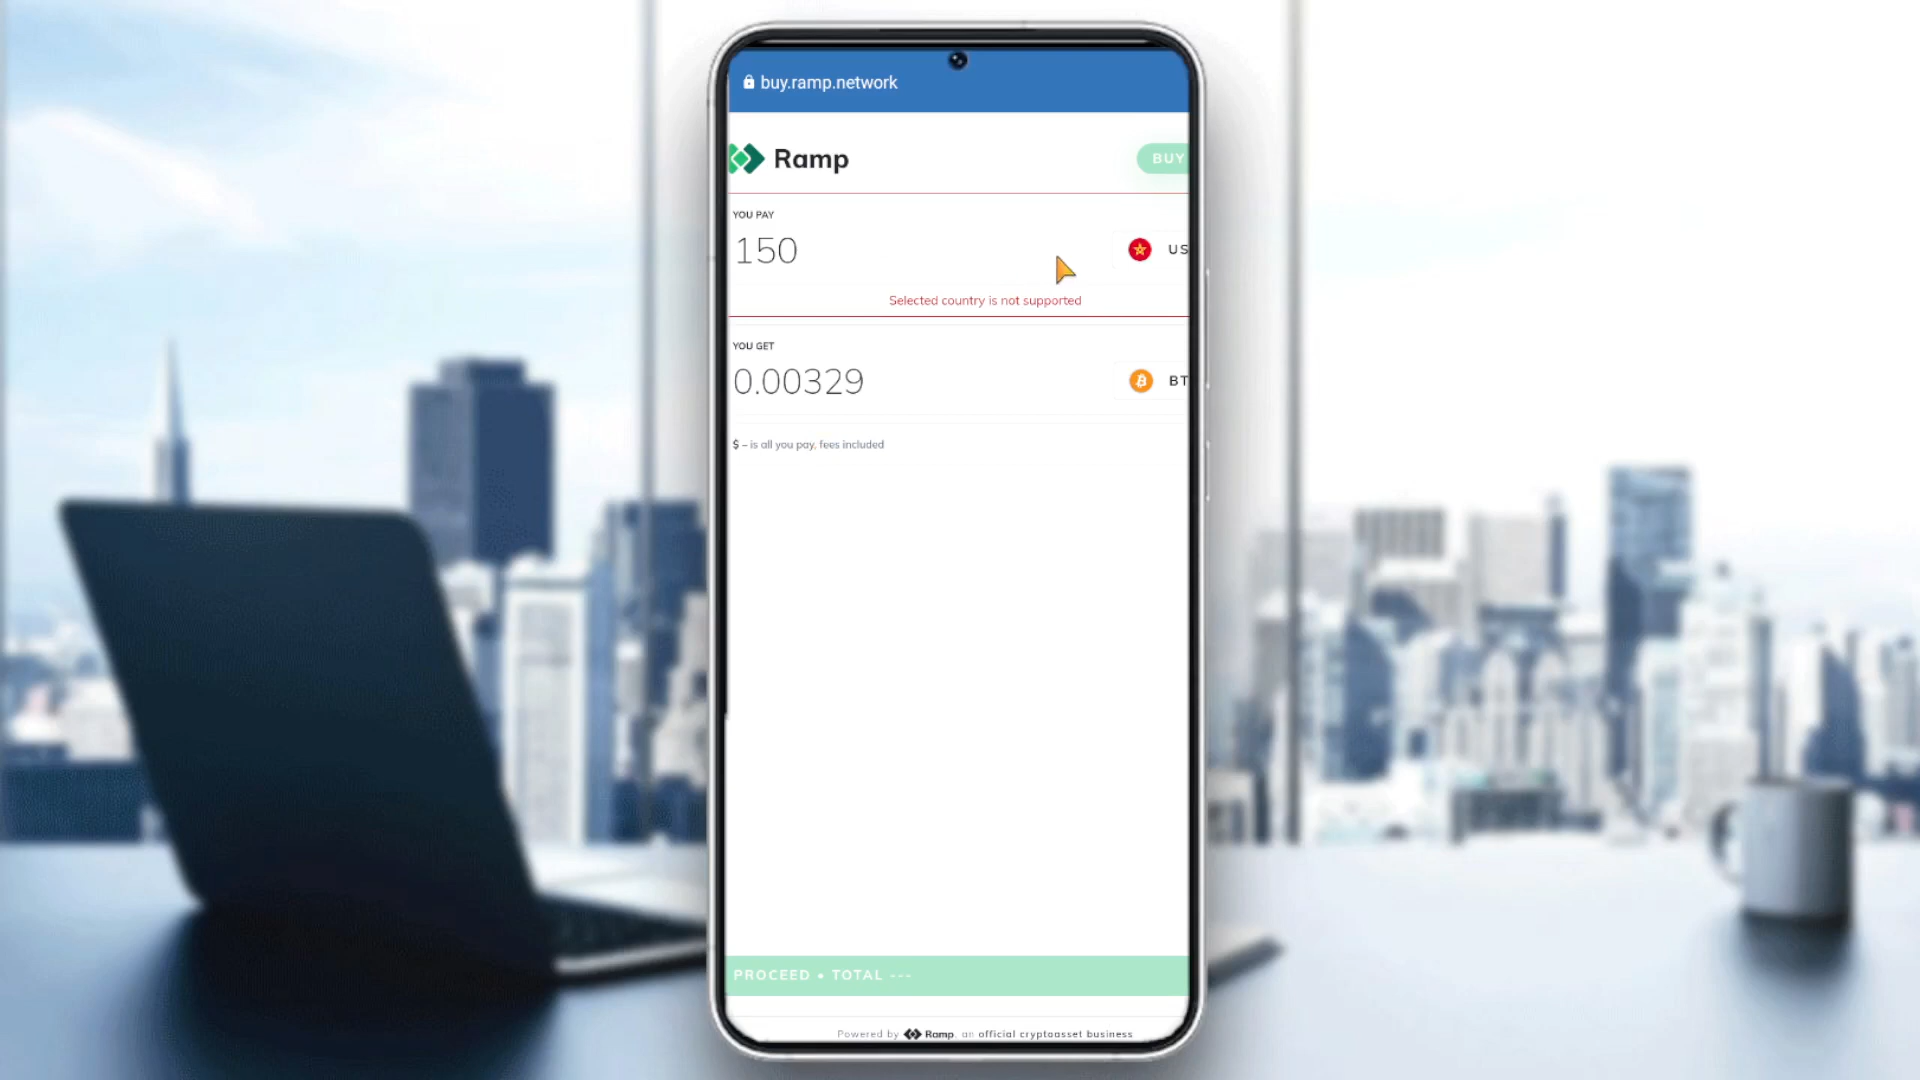 buy.ramp.network
Ramp
BUY
YOU PAY
150
US
Selected country is not supported
YOU GET
0.00329
BT
$ – is all you pay, fees included
PROCEED • TOTAL ---
Powered by Ramp. an official cryptoasset business